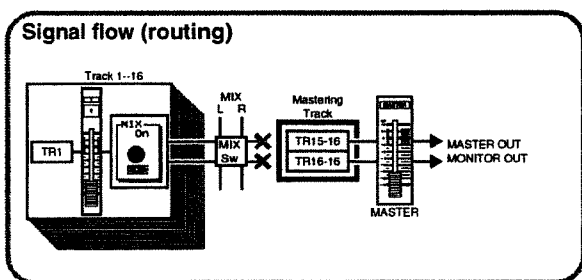 Signal flow (routing)
Track 1--16
TR1
MIX
On
MIX
L R
MIX
Sw
Mastering
Track
TR15-16
TR16-16
MASTER
MASTER OUT
MONITOR OUT